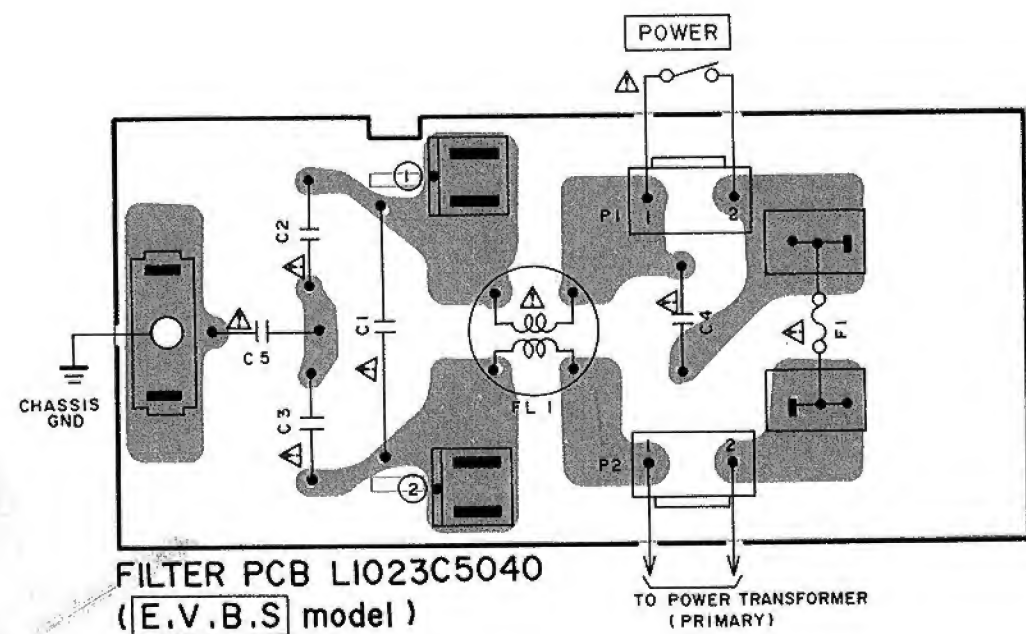 POWER
1
P1 1 2
C2
C1
C4
F1
C5
CHASSIS
GND
C3
FL 1
1 2
P2
2
FILTER PCB L1023C5040
(E.V.B.S model)
TO POWER TRANSFORMER
(PRIMARY)